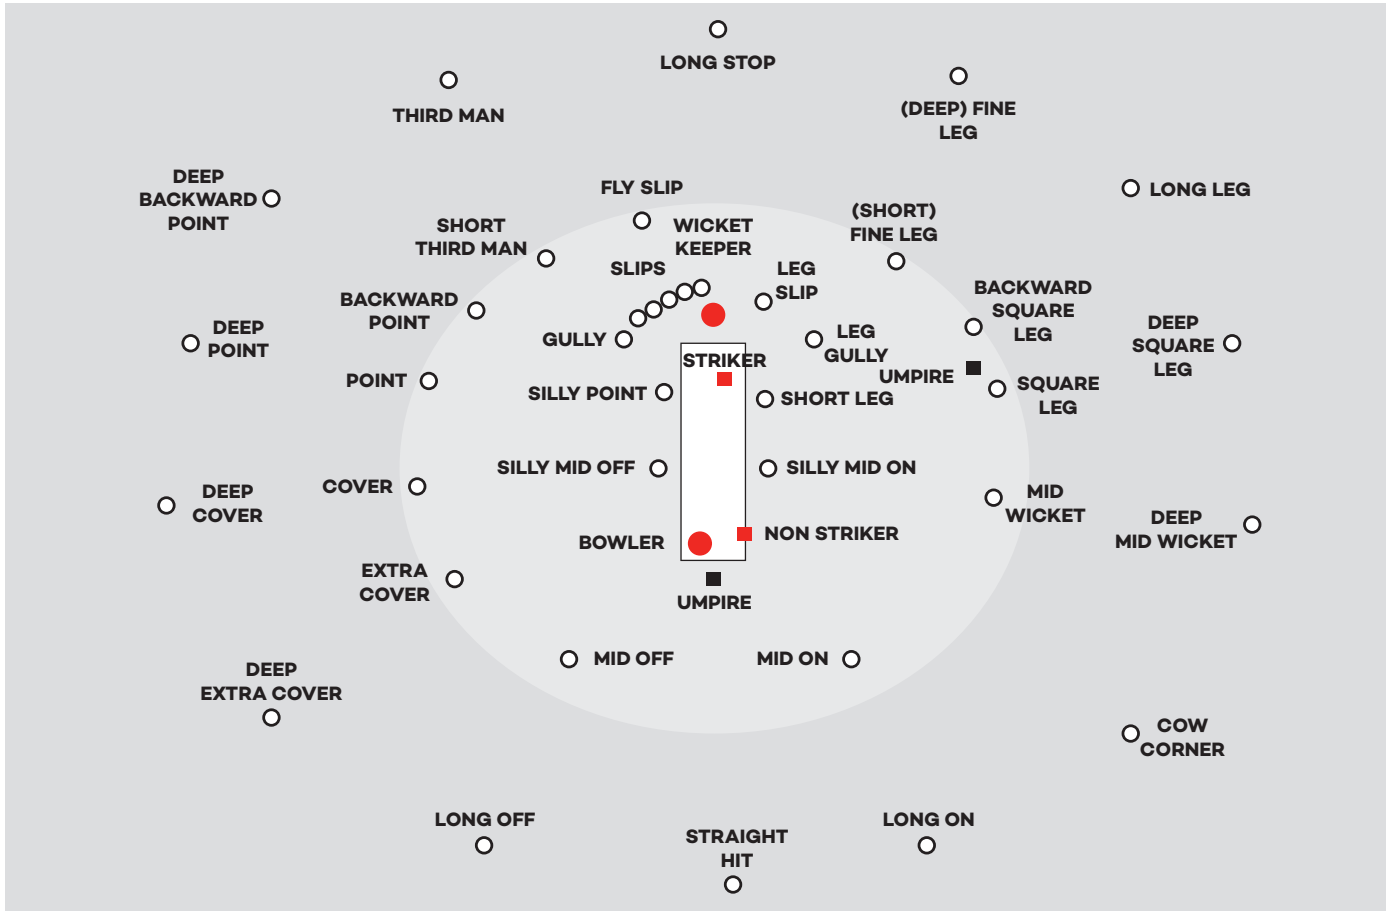 LONG STOP
THIRD MAN
(DEEP) FINE
LEG
DEEP
BACKWARD
POINT
FLY SLIP
LONG LEG
SHORT
THIRD MAN
WICKET
KEEPER
(SHORT)
FINE LEG
SLIPS
LEG
SLIP
BACKWARD
POINT
BACKWARD
SQUARE
LEG
DEEP
POINT
GULLY
LEG
GULLY
DEEP
SQUARE
LEG
STRIKER
UMPIRE
POINT
SILLY POINT
SHORT LEG
SQUARE
LEG
SILLY MID OFF
SILLY MID ON
COVER
MID
WICKET
DEEP
COVER
DEEP
MID WICKET
BOWLER
NON STRIKER
EXTRA
COVER
UMPIRE
MID OFF
MID ON
DEEP
EXTRA COVER
COW
CORNER
LONG OFF
STRAIGHT
HIT
LONG ON